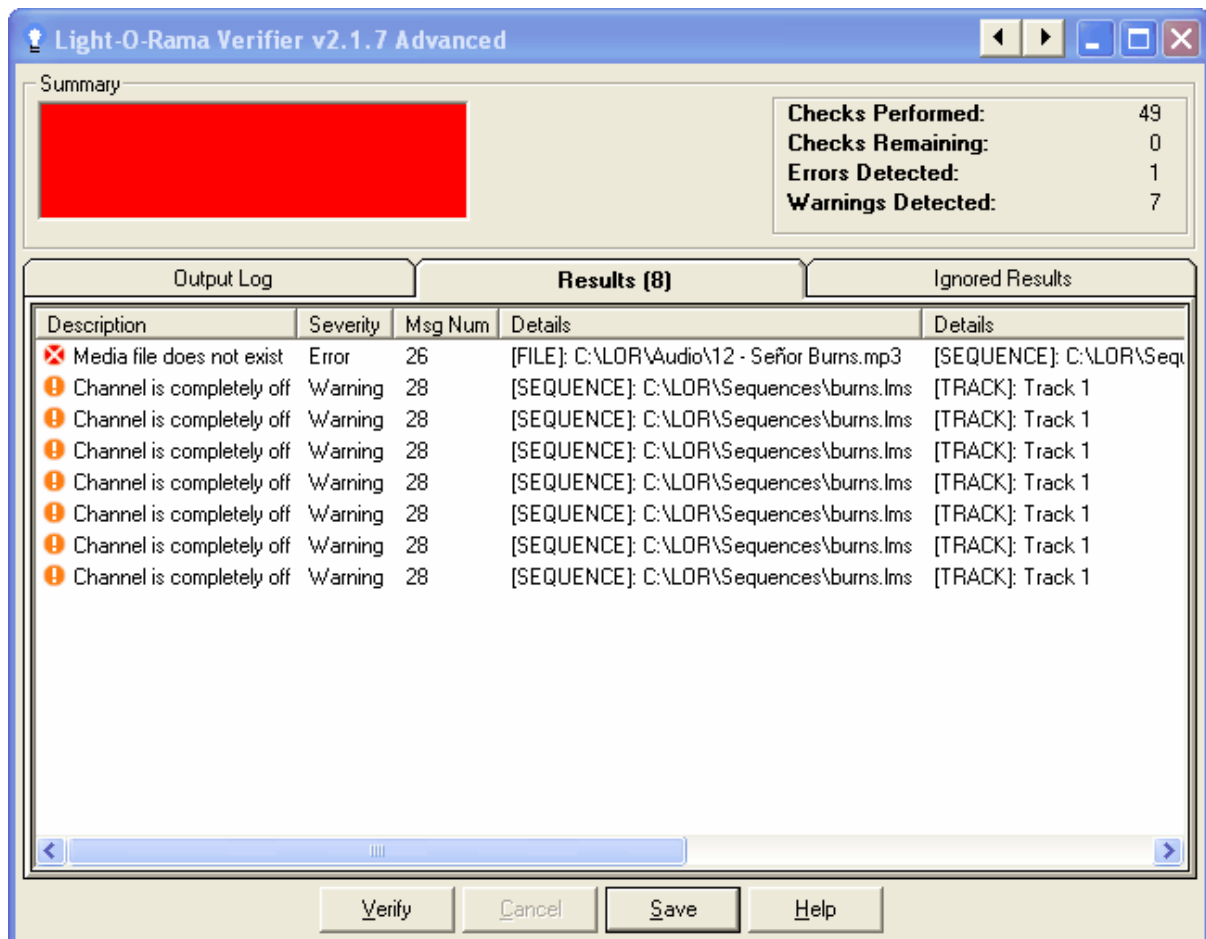 Light-O-Rama Verifier v2.1.7 Advanced
Summary
Checks Performed: 49
Checks Remaining: 0
Errors Detected: 1
Warnings Detected: 7
Output Log Results (8) Ignored Results
Description Severity Msg Num Details Details
Media file does not exist Error 26 [FILE]: C:\LOR\Audio\12 - Señor Burns.mp3 [SEQUENCE]: C:\LOR\Sequ
Channel is completely off Warning 28 [SEQUENCE]: C:\LOR\Sequences\burns.lms [TRACK]: Track 1
Channel is completely off Warning 28 [SEQUENCE]: C:\LOR\Sequences\burns.lms [TRACK]: Track 1
Channel is completely off Warning 28 [SEQUENCE]: C:\LOR\Sequences\burns.lms [TRACK]: Track 1
Channel is completely off Warning 28 [SEQUENCE]: C:\LOR\Sequences\burns.lms [TRACK]: Track 1
Channel is completely off Warning 28 [SEQUENCE]: C:\LOR\Sequences\burns.lms [TRACK]: Track 1
Channel is completely off Warning 28 [SEQUENCE]: C:\LOR\Sequences\burns.lms [TRACK]: Track 1
Channel is completely off Warning 28 [SEQUENCE]: C:\LOR\Sequences\burns.lms [TRACK]: Track 1
Verify Cancel Save Help